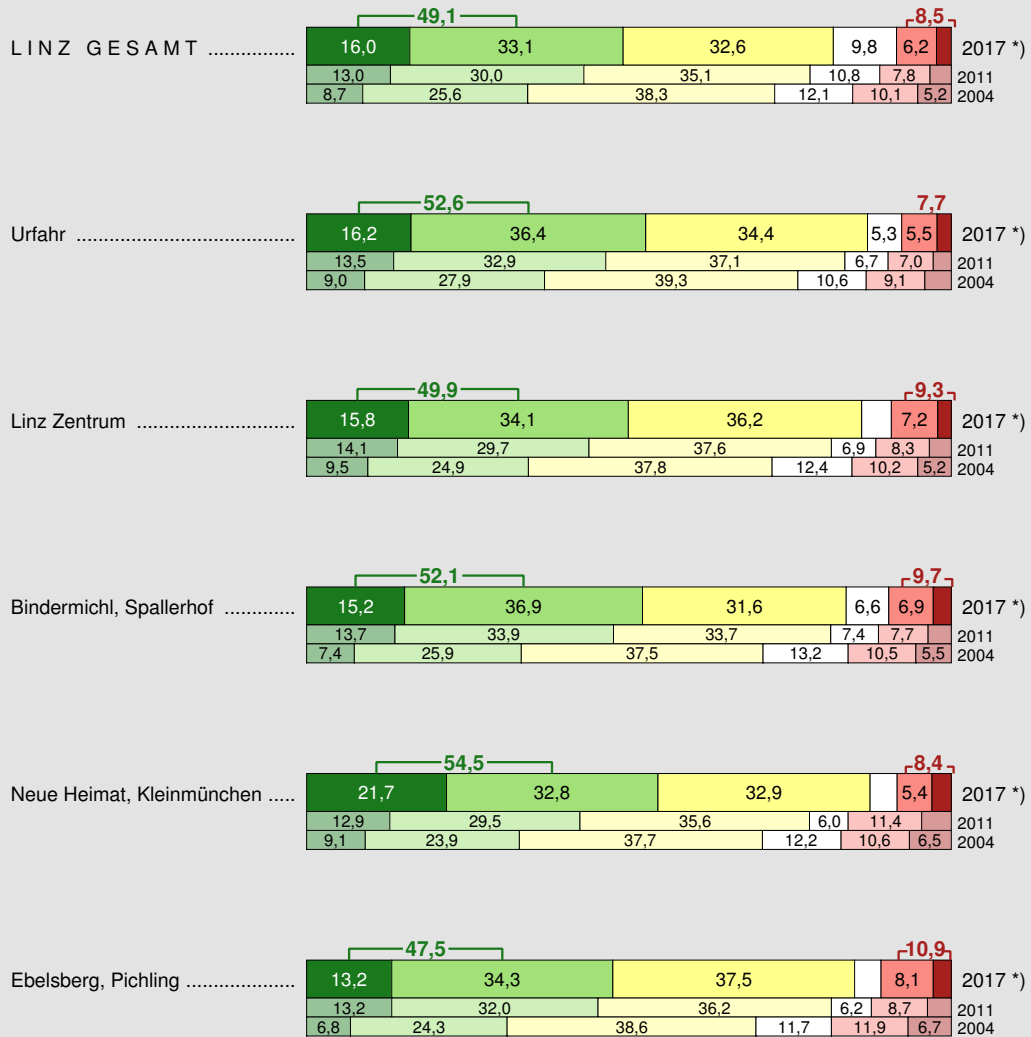 49,1 8,5
LINZ GESAMT ................ 16,0 33,1 32,6 9,8 6,2 2017 *)
13,0 30,0 35,1 10,8 7,8 2011
8,7 25,6 38,3 12,1 10,1 5,2 2004
52,6 7,7
Urfahr ........................................ 16,2 36,4 34,4 5,3 5,5 2017 *)
13,5 32,9 37,1 6,7 7,0 2011
9,0 27,9 39,3 10,6 9,1 2004
49,9 9,3
Linz Zentrum ............................. 15,8 34,1 36,2 7,2 2017 *)
14,1 29,7 37,6 6,9 8,3 2011
9,5 24,9 37,8 12,4 10,2 5,2 2004
52,1 9,7
Bindermichl, Spallerhof ............. 15,2 36,9 31,6 6,6 6,9 2017 *)
13,7 33,9 33,7 7,4 7,7 2011
7,4 25,9 37,5 13,2 10,5 5,5 2004
54,5 8,4
Neue Heimat, Kleinmünchen ..... 21,7 32,8 32,9 5,4 2017 *)
12,9 29,5 35,6 6,0 11,4 2011
9,1 23,9 37,7 12,2 10,6 6,5 2004
47,5 10,9
Ebelsberg, Pichling .................... 13,2 34,3 37,5 8,1 2017 *)
13,2 32,0 36,2 6,2 8,7 2011
6,8 24,3 38,6 11,7 11,9 6,7 2004